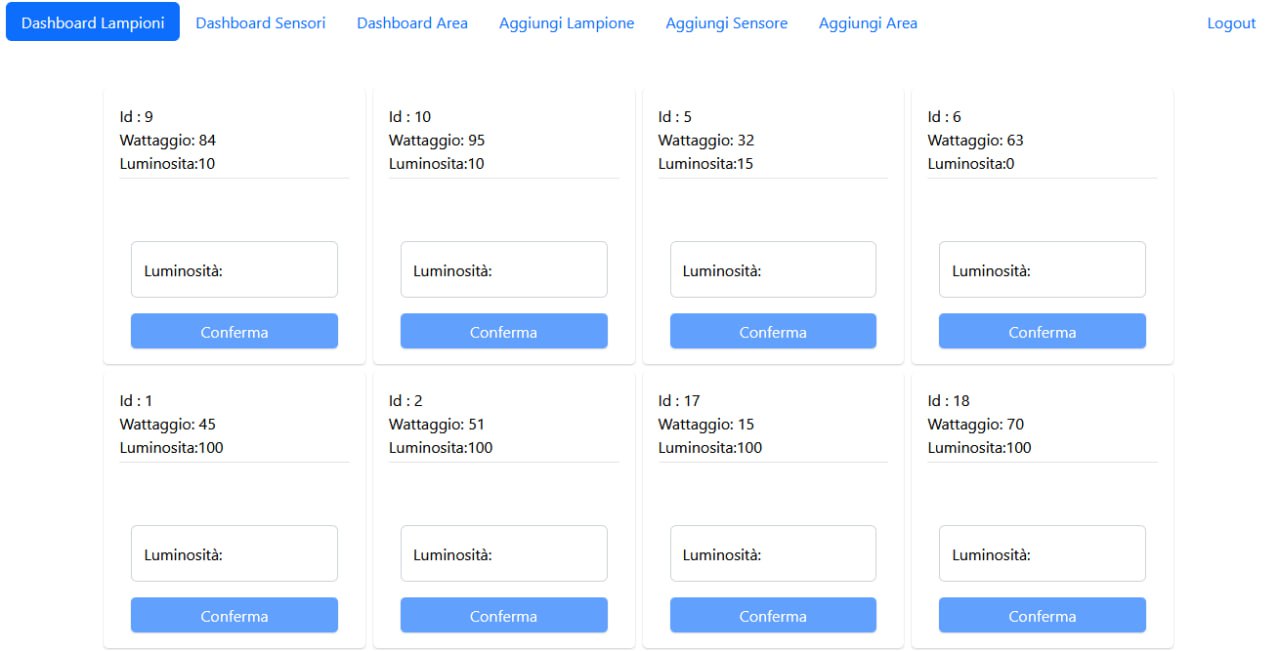 Dashboard Lampioni Dashboard Sensori Dashboard Area Aggiungi Lampione Aggiungi Sensore Aggiungi Area Logout
Id : 9
Wattaggio: 84
Luminosita:10
Luminosità:
Conferma
Id : 10
Wattaggio: 95
Luminosita:10
Luminosità:
Conferma
Id : 5
Wattaggio: 32
Luminosita:15
Luminosità:
Conferma
Id : 6
Wattaggio: 63
Luminosita:0
Luminosità:
Conferma
Id : 1
Wattaggio: 45
Luminosita:100
Luminosità:
Conferma
Id : 2
Wattaggio: 51
Luminosita:100
Luminosità:
Conferma
Id : 17
Wattaggio: 15
Luminosita:100
Luminosità:
Conferma
Id : 18
Wattaggio: 70
Luminosita:100
Luminosità:
Conferma